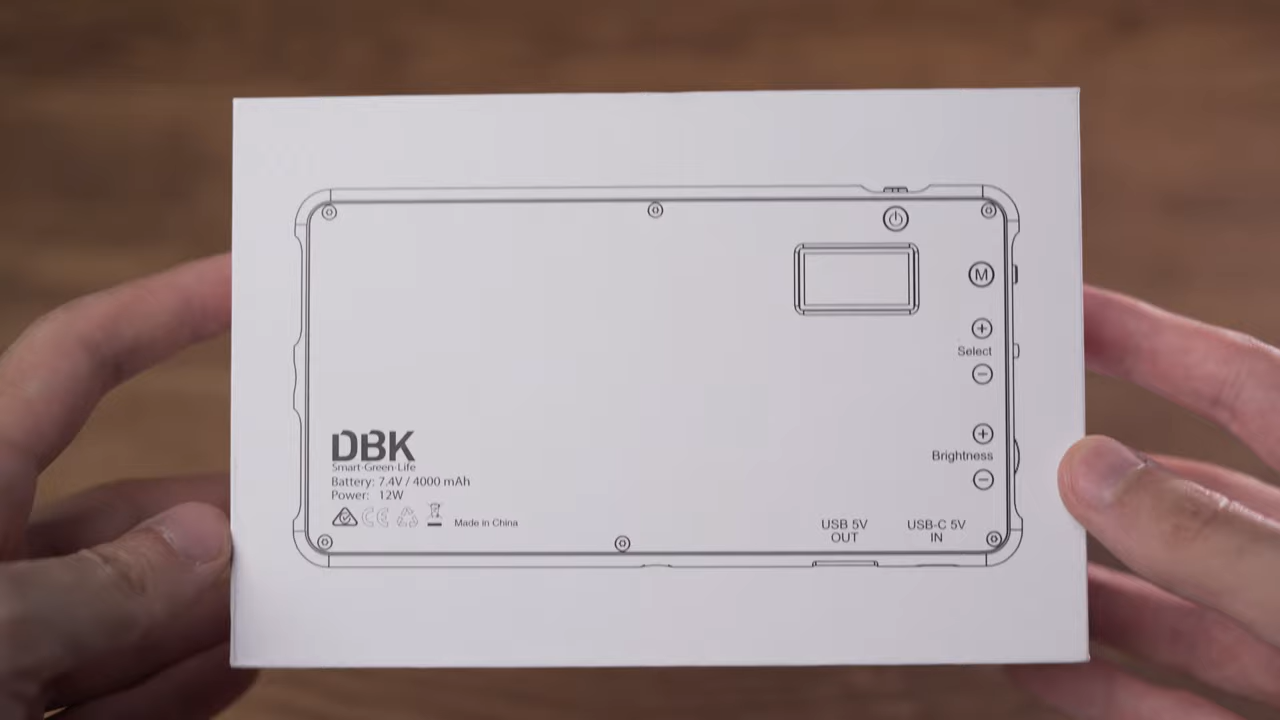 M
Select
DBK
Smart-Green-Life
Battery: 7.4V / 4000 mAh
Power: 12W
Made in China
Brightness
USB 5V
OUT
USB-C 5V
IN